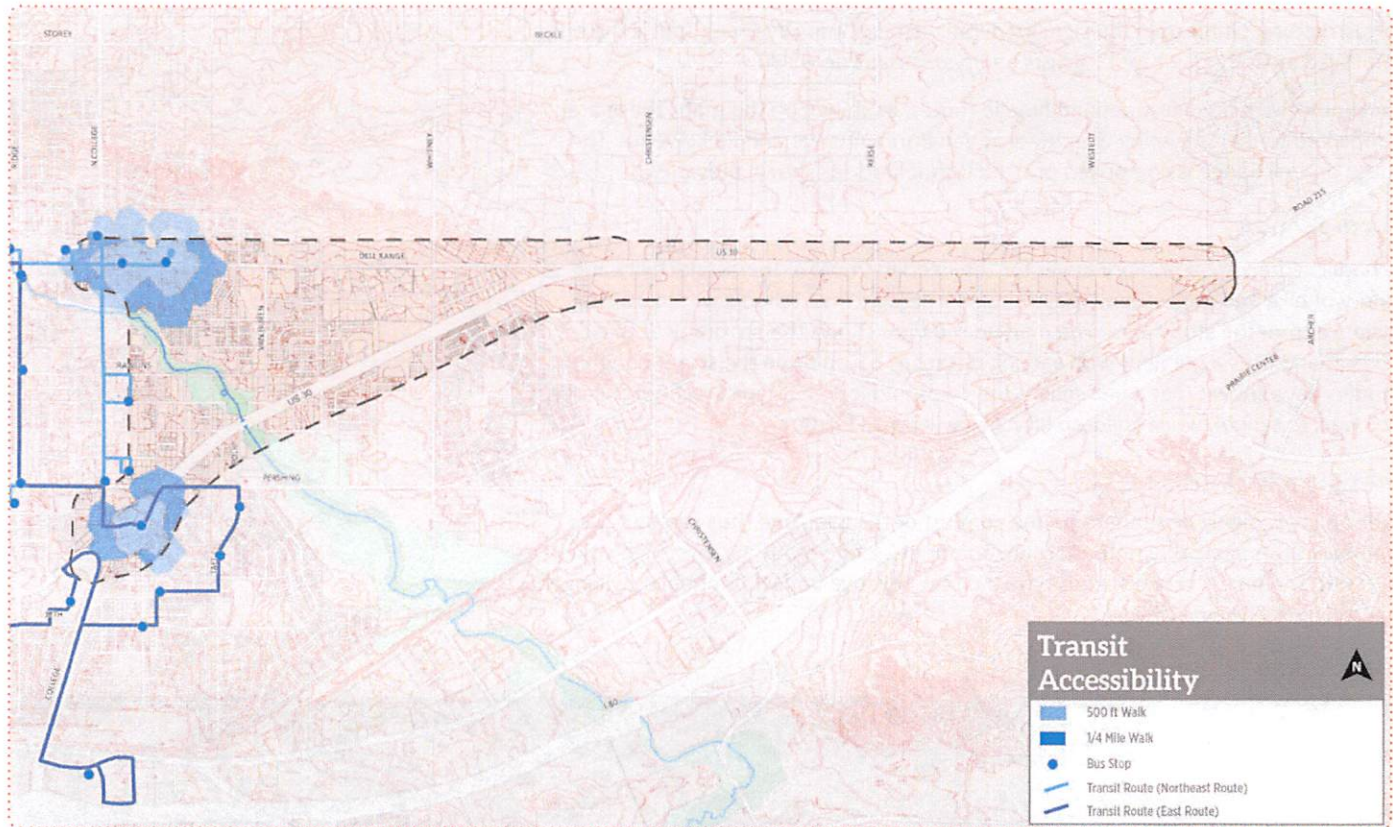 STOREY
BECKLE
RIDGE
N COLLEGE
WHITNEY
CHRISTENSEN
REESE
WESTEDT
ROAD 215
DELL RANGE
US 30
VAN BUREN
ARCHER
PRAIRIE CENTER
US 30
PERSHING
CHRISTENSEN
TAFT
COLLEGE
I 80
Transit
Accessibility
N
500 ft Walk
1/4 Mile Walk
Bus Stop
Transit Route (Northeast Route)
Transit Route (East Route)